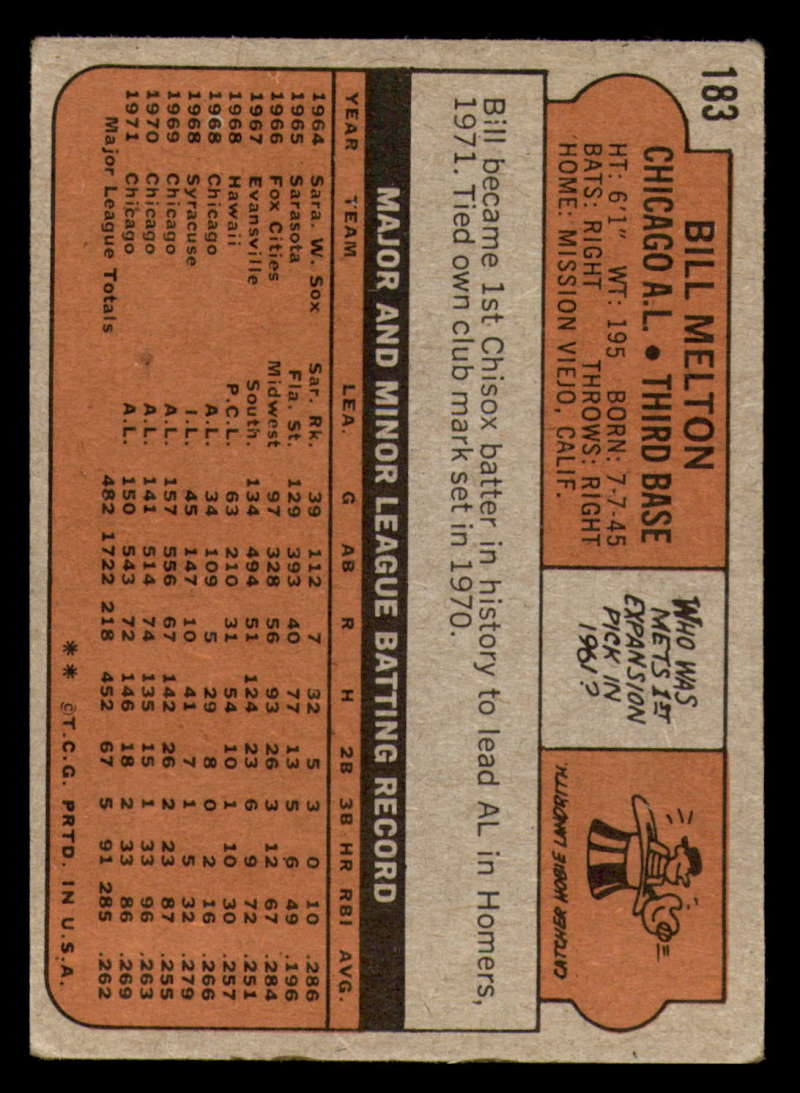 183
BILL MELTON
CHICAGO A.L. • THIRD BASE
HT: 6'1" WT: 195 BORN: 7-7-45
BATS: RIGHT THROWS: RIGHT
HOME: MISSION VIEJO, CALIF.
WHO WAS
METS 1ST
EXPANSION
PICK IN
1961?
CATCHER HOBIE LANDRITH.
Bill became 1st Chisox batter in history to lead AL in Homers,
1971. Tied own club mark set in 1970.
MAJOR AND MINOR LEAGUE BATTING RECORD
YEAR TEAM LEA. G AB R H 2B 3B HR RBI AVG.
1964 Sara. W. Sox Sar. Rk. 39 112 7 32 5 3 0 10 .286
1965 Sarasota Fla. St. 129 393 40 77 13 5 6 49 .196
1966 Fox Cities Midwest 97 328 56 93 26 3 12 67 .284
1967 Evansville South. 134 494 51 124 23 6 9 72 .251
1968 Hawaii P.C.L. 63 210 31 54 10 1 10 30 .257
1968 Chicago A.L. 34 109 5 29 8 0 2 16 .266
1968 Syracuse I.L. 45 147 10 41 7 1 5 32 .279
1969 Chicago A.L. 157 556 67 142 26 2 23 87 .255
1970 Chicago A.L. 141 514 74 135 15 1 33 96 .263
1971 Chicago A.L. 150 543 72 146 18 2 33 86 .269
Major League Totals 482 1722 218 452 67 5 91 285 .262
** ©T.C.G. PRTD. IN U.S.A.